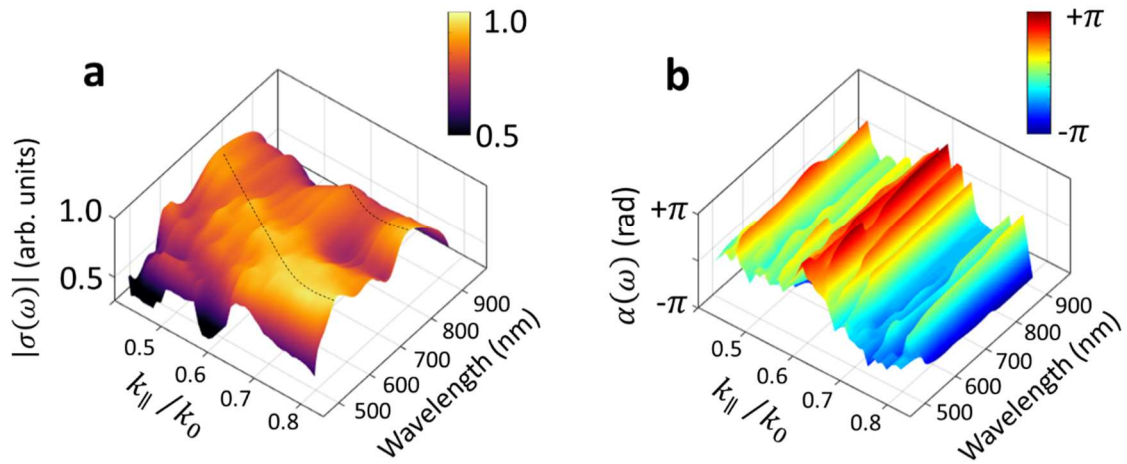 a
1.0
0.5
|σ(ω)| (arb. units)
1.0
0.5
0.5
0.6
0.7
0.8
k∥/k0
500
600
700
800
900
Wavelength (nm)
b
+π
-π
α(ω) (rad)
+π
-π
0.5
0.6
0.7
0.8
k∥/k0
500
600
700
800
900
Wavelength (nm)